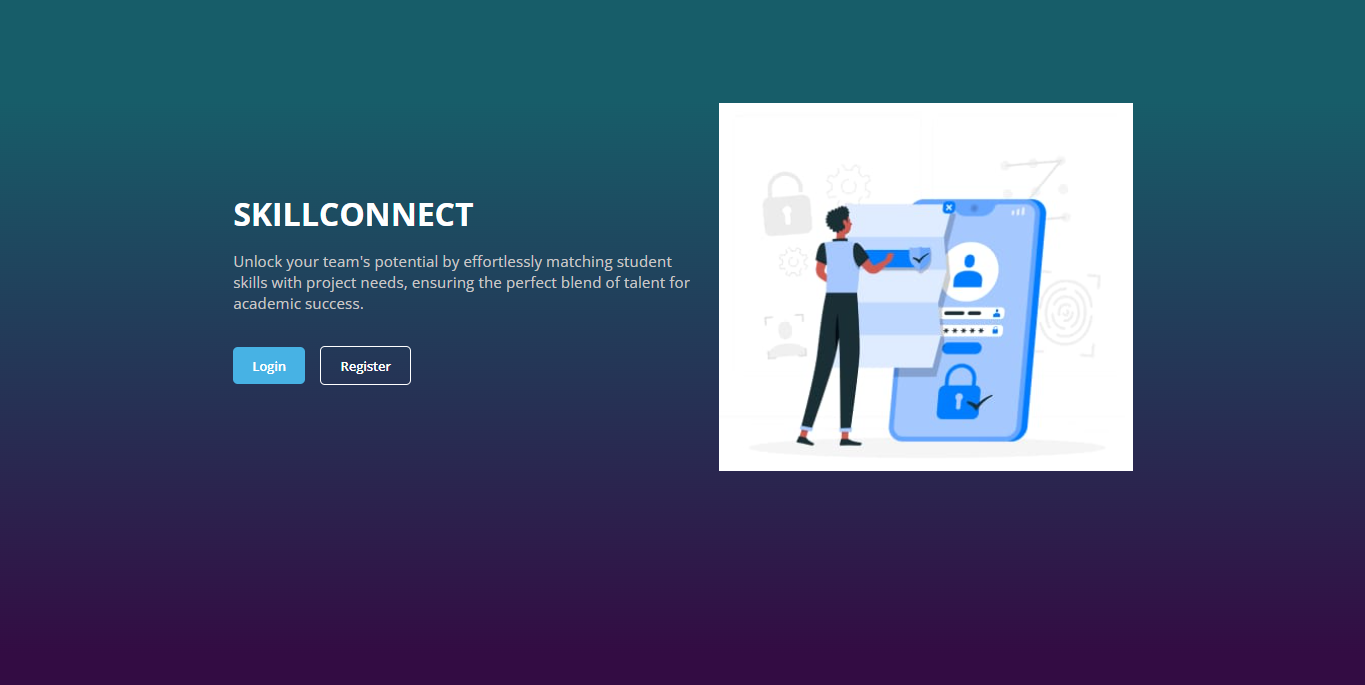 SKILLCONNECT
Unlock your team's potential by effortlessly matching student
skills with project needs, ensuring the perfect blend of talent for
academic success.
Login
Register